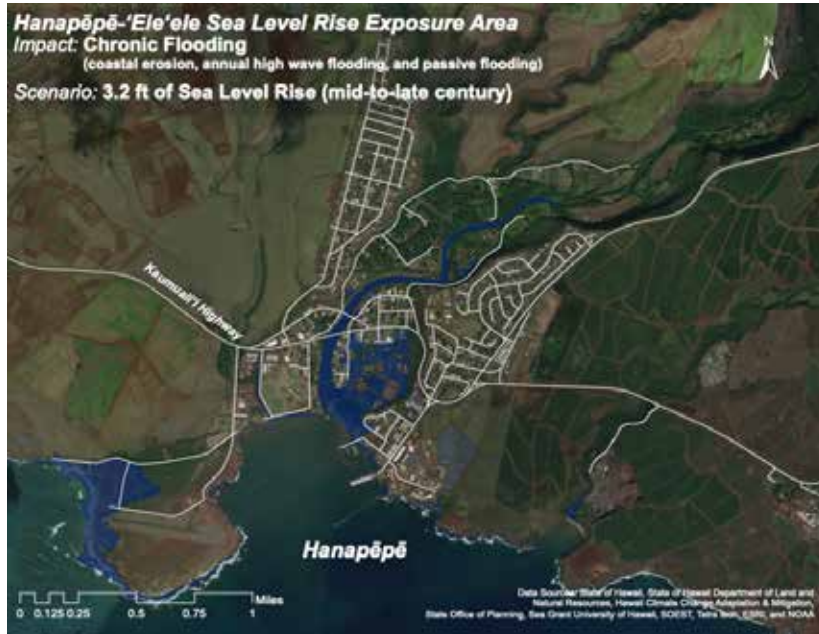 Hanapēpē-ʻEleʻele Sea Level Rise Exposure Area
Impact: Chronic Flooding
(coastal erosion, annual high wave flooding, and passive flooding)
Scenario: 3.2 ft of Sea Level Rise (mid-to-late century)
N
Kaumualiʻi Highway
Hanapēpē
Miles
0 0.125 0.25 0.5 0.75 1
Data Source: State of Hawaii, State of Hawaii Department of Land and
Natural Resources, Hawaii Climate Change Adaptation & Mitigation,
State Office of Planning, Sea Grant University of Hawaii, SOEST, Tetra Tech, ESRI, and NOAA